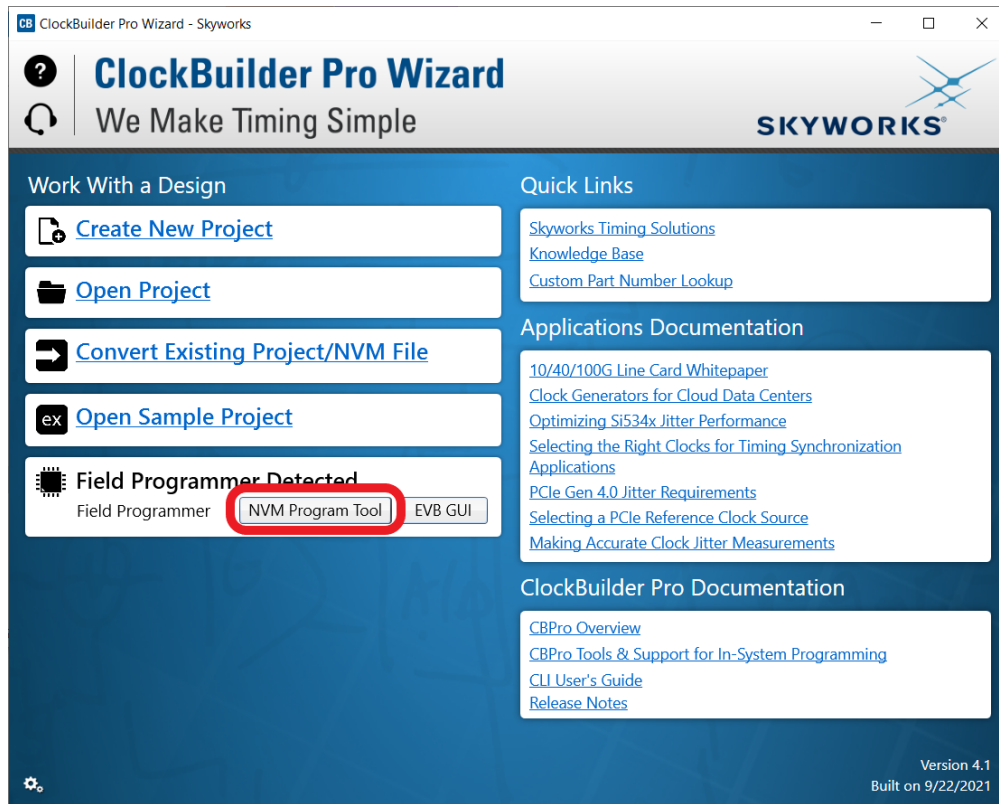 CB ClockBuilder Pro Wizard - Skyworks
ClockBuilder Pro Wizard
We Make Timing Simple
SKYWORKS®
Work With a Design
Create New Project
Open Project
Convert Existing Project/NVM File
ex Open Sample Project
Field Programmer Detected
Field Programmer NVM Program Tool EVB GUI
Quick Links
Skyworks Timing Solutions
Knowledge Base
Custom Part Number Lookup
Applications Documentation
10/40/100G Line Card Whitepaper
Clock Generators for Cloud Data Centers
Optimizing Si534x Jitter Performance
Selecting the Right Clocks for Timing Synchronization
Applications
PCIe Gen 4.0 Jitter Requirements
Selecting a PCIe Reference Clock Source
Making Accurate Clock Jitter Measurements
ClockBuilder Pro Documentation
CBPro Overview
CBPro Tools & Support for In-System Programming
CLI User's Guide
Release Notes
Version 4.1
Built on 9/22/2021